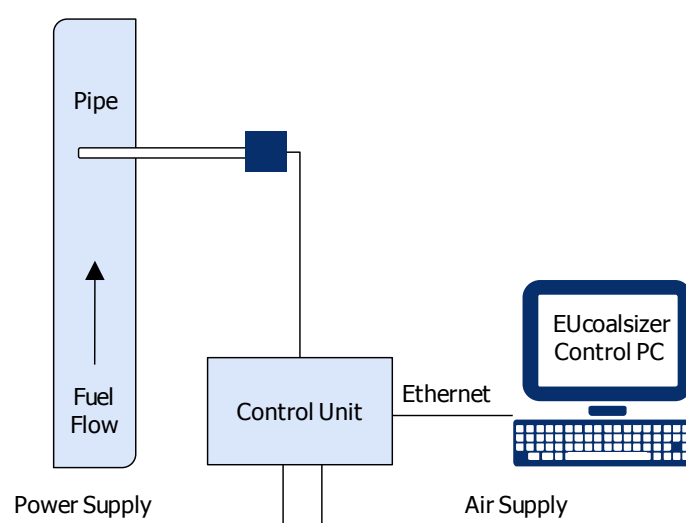 Pipe
Fuel
Flow
Control Unit
Ethernet
EUcoalsizer
Control PC
Power Supply
Air Supply